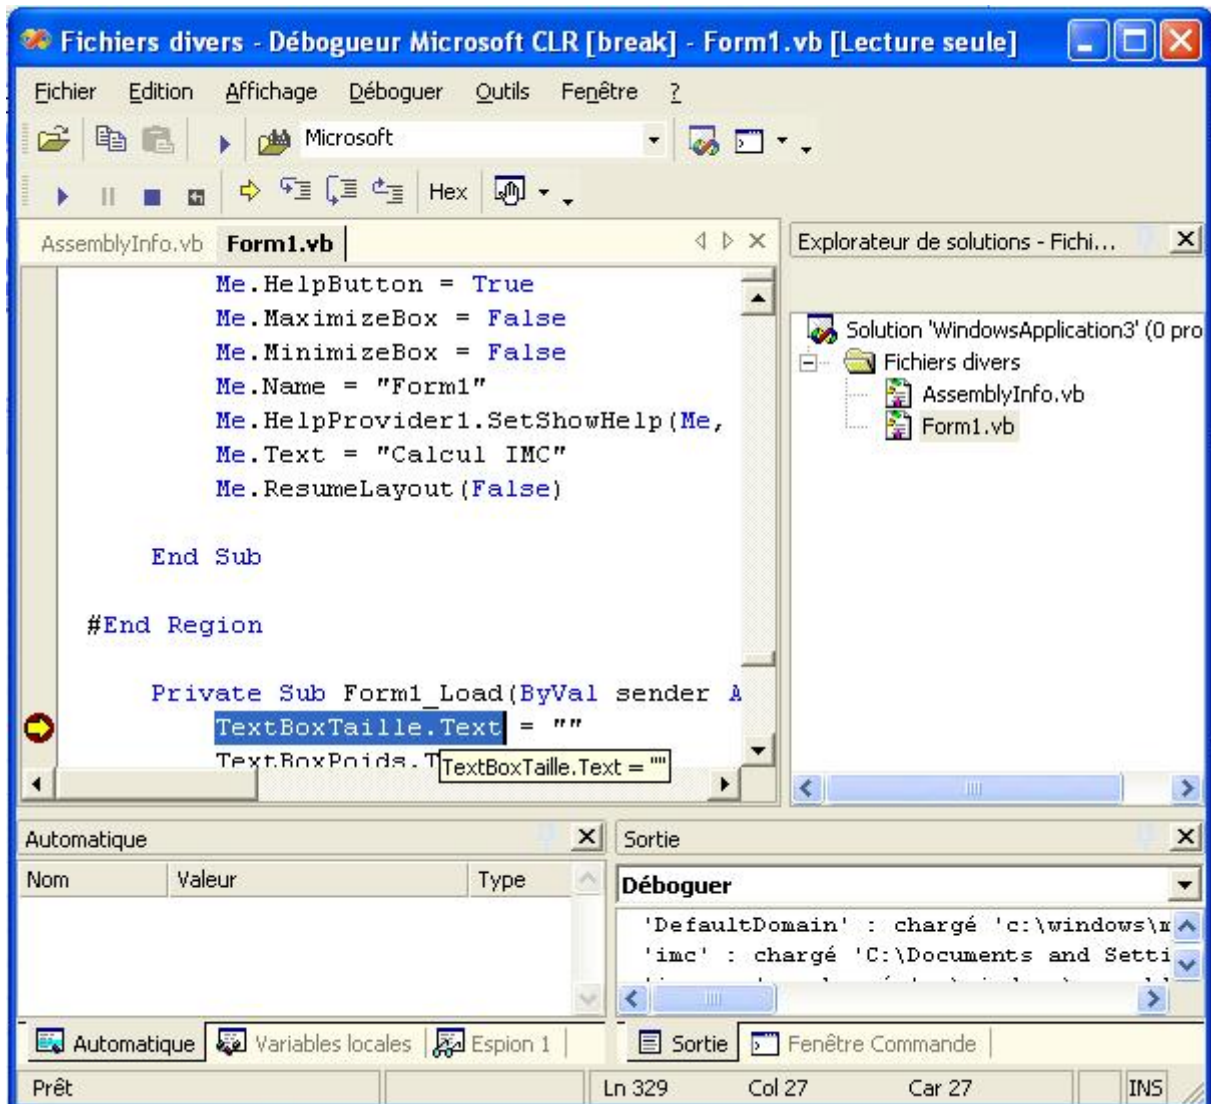 Fichiers divers - Débogueur Microsoft CLR [break] - Form1.vb [Lecture seule]
Fichier Edition Affichage Déboguer Outils Fenêtre ?
Microsoft
Hex
AssemblyInfo.vb Form1.vb
Me.HelpButton = True
Me.MaximizeBox = False
Me.MinimizeBox = False
Me.Name = "Form1"
Me.HelpProvider1.SetShowHelp(Me,
Me.Text = "Calcul IMC"
Me.ResumeLayout(False)
End Sub
#End Region
Private Sub Form1_Load(ByVal sender A
TextBoxTaille.Text = ""
TextBoxPoids.T
TextBoxTaille.Text = ""
Explorateur de solutions - Fichi...
Solution 'WindowsApplication3' (0 pro
Fichiers divers
AssemblyInfo.vb
Form1.vb
Automatique
Nom Valeur Type
Automatique Variables locales Espion 1
Sortie
Déboguer
'DefaultDomain' : chargé 'c:\windows\m
'imc' : chargé 'C:\Documents and Setti
Sortie Fenêtre Commande
Prêt Ln 329 Col 27 Car 27 INS